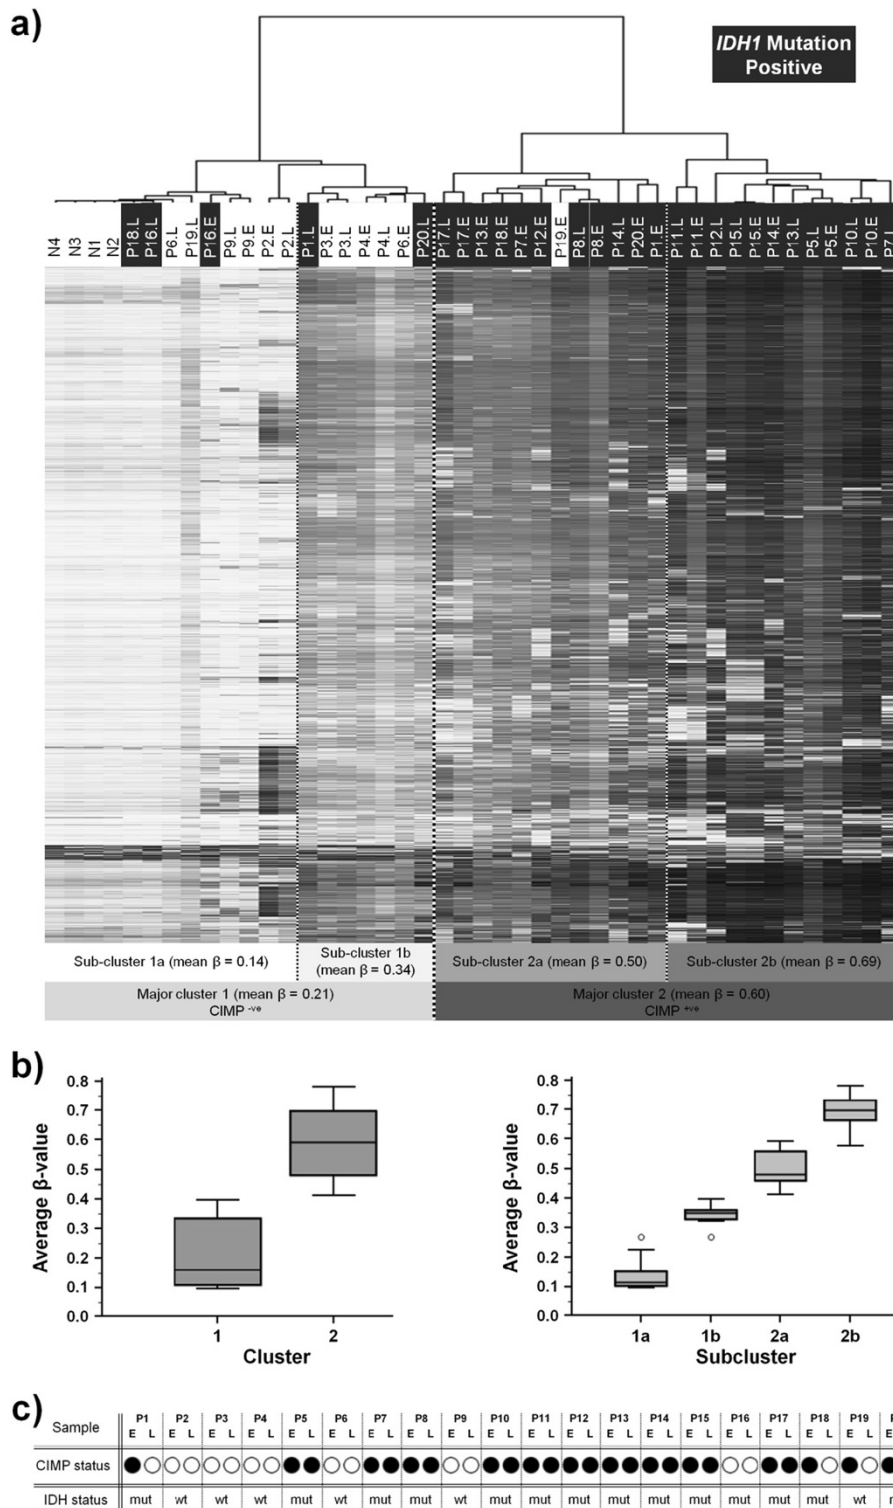 a)
IDH1 Mutation
Positive
N4 N3 N1 N2 P18.L P16.L P6.L P19.L P16.E P9.L P9.E P2.E P2.L P1.L P3.E P3.L P4.E P4.L P6.E P20.L P17.L P17.E P13.E P18.E P7.E P12.E P19.E P8.L P8.E P14.L P20.E P1.E P11.L P11.E P12.L P15.L P15.E P14.E P13.L P5.L P5.E P10.L P10.E P7.L
Sub-cluster 1a (mean β = 0.14)
Sub-cluster 1b
(mean β = 0.34)
Sub-cluster 2a (mean β = 0.50)
Sub-cluster 2b (mean β = 0.69)
Major cluster 1 (mean β = 0.21)
CIMP -ve
Major cluster 2 (mean β = 0.60)
CIMP +ve
b)
Average β-value
0.8
0.7
0.6
0.5
0.4
0.3
0.2
0.1
0.0
1 2
Cluster
Average β-value
0.8
0.7
0.6
0.5
0.4
0.3
0.2
0.1
0.0
1a 1b 2a 2b
Subcluster
c)
Sample
P1 P2 P3 P4 P5 P6 P7 P8 P9 P10 P11 P12 P13 P14 P15 P16 P17 P18 P19
E L E L E L E L E L E L E L E L E L E L E L E L E L E L E L E L E L E L E L
CIMP status
IDH status mut wt wt wt mut wt mut mut wt mut mut mut mut mut mut mut mut mut wt